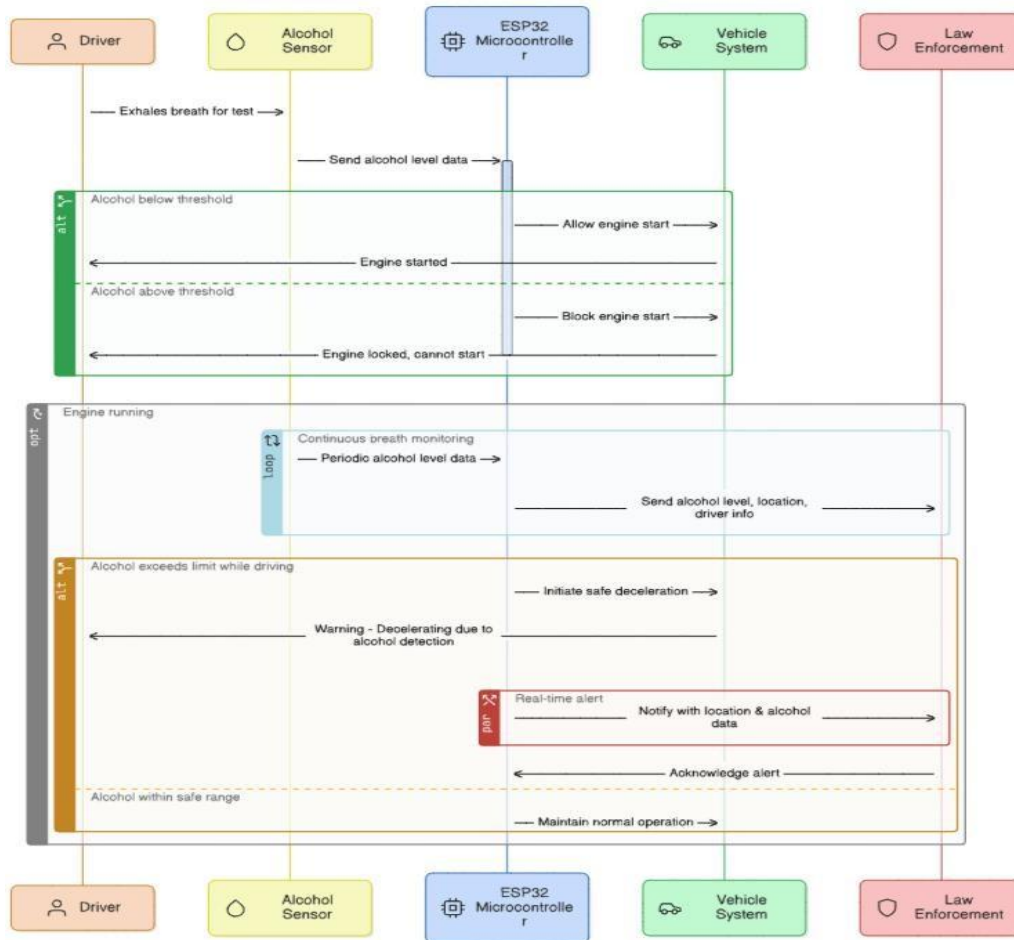 Driver
Alcohol
Sensor
ESP32
Microcontrolle
r
Vehicle
System
Law
Enforcement
Exhales breath for test
Send alcohol level data
alt
Alcohol below threshold
Allow engine start
Engine started
Alcohol above threshold
Block engine start
Engine locked, cannot start
opt
Engine running
loop
Continuous breath monitoring
Periodic alcohol level data
Send alcohol level, location,
driver info
alt
Alcohol exceeds limit while driving
Initiate safe deceleration
Warning - Decelerating due to
alcohol detection
par
Real-time alert
Notify with location & alcohol
data
Acknowledge alert
Alcohol within safe range
Maintain normal operation
Driver
Alcohol
Sensor
ESP32
Microcontrolle
r
Vehicle
System
Law
Enforcement